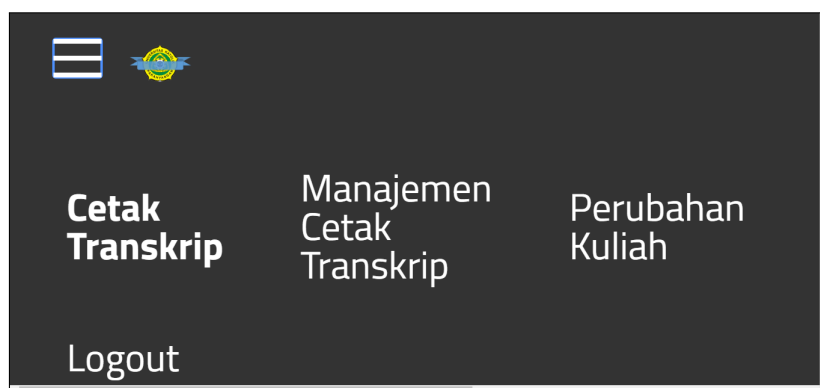 Cetak
Transkrip
Manajemen
Cetak
Transkrip
Perubahan
Kuliah
Logout